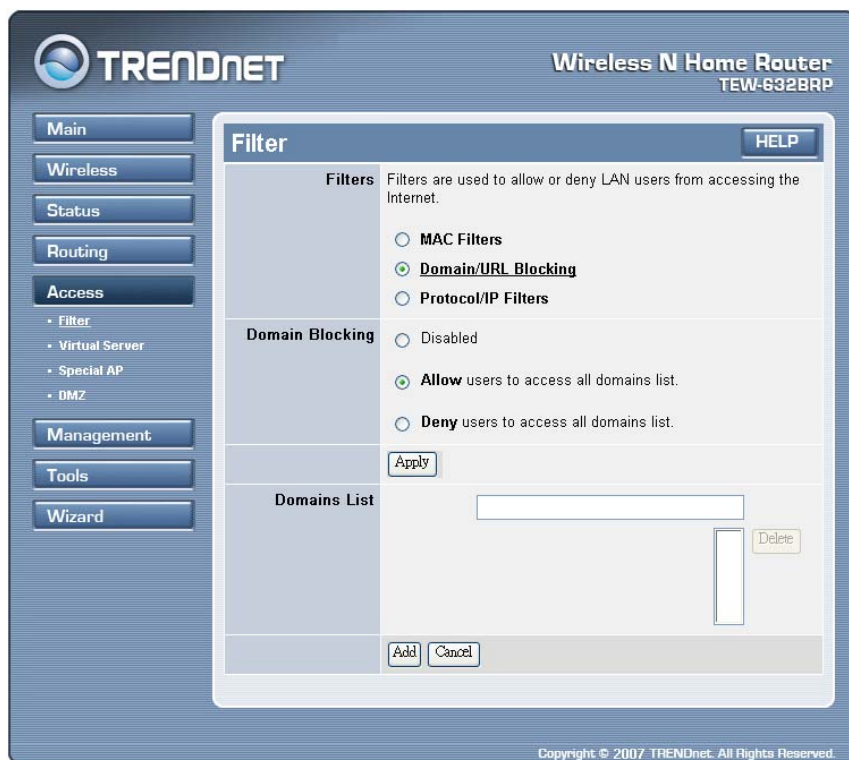 TRENDNET
Wireless N Home Router
TEW-632BRP
Main
Wireless
Status
Routing
Access
Filter
Virtual Server
Special AP
DMZ
Management
Tools
Wizard
Filter
HELP
Filters
Filters are used to allow or deny LAN users from accessing the
Internet.
MAC Filters
Domain/URL Blocking
Protocol/IP Filters
Domain Blocking
Disabled
Allow users to access all domains list.
Deny users to access all domains list.
Apply
Domains List
Delete
Add Cancel
Copyright © 2007 TRENDnet. All Rights Reserved.